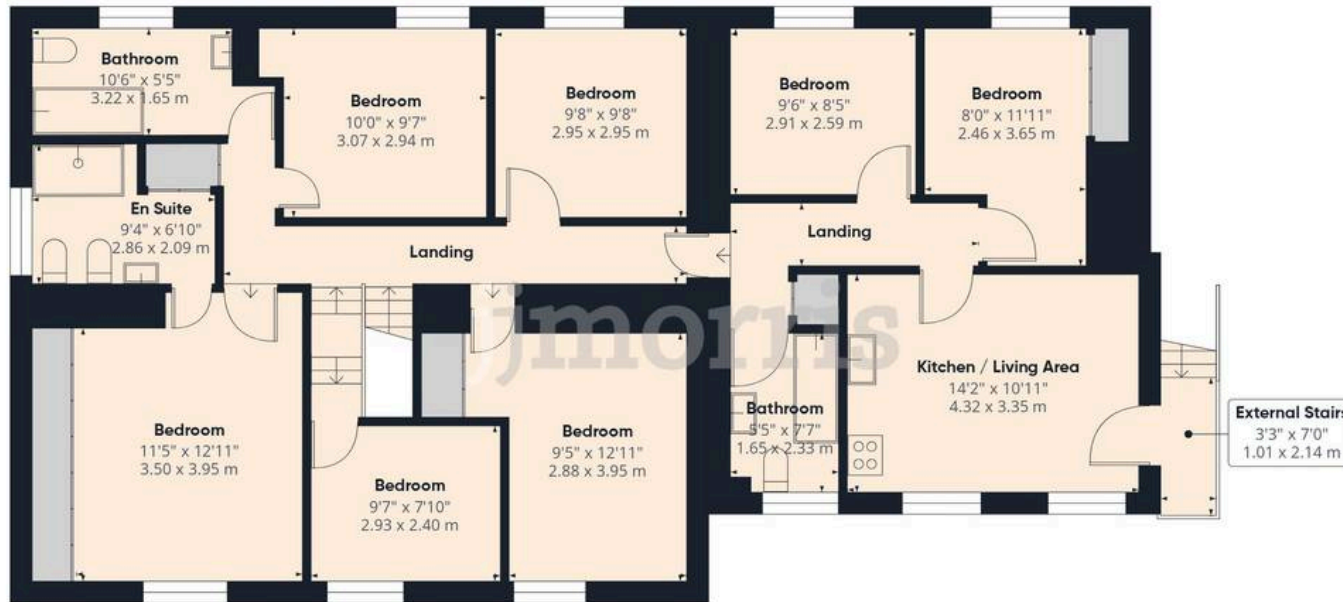 Bathroom
10'6" x 5'5"
3.22 x 1.65 m
Bedroom
10'0" x 9'7"
3.07 x 2.94 m
Bedroom
9'8" x 9'8"
2.95 x 2.95 m
Bedroom
9'6" x 8'5"
2.91 x 2.59 m
Bedroom
8'0" x 11'11"
2.46 x 3.65 m
En Suite
9'4" x 6'10"
2.86 x 2.09 m
Landing
Landing
jjmorris
Kitchen / Living Area
14'2" x 10'11"
4.32 x 3.35 m
Bedroom
11'5" x 12'11"
3.50 x 3.95 m
Bedroom
9'7" x 7'10"
2.93 x 2.40 m
Bedroom
9'5" x 12'11"
2.88 x 3.95 m
Bathroom
5'5" x 7'7"
1.65 x 2.33 m
External Stairs
3'3" x 7'0"
1.01 x 2.14 m